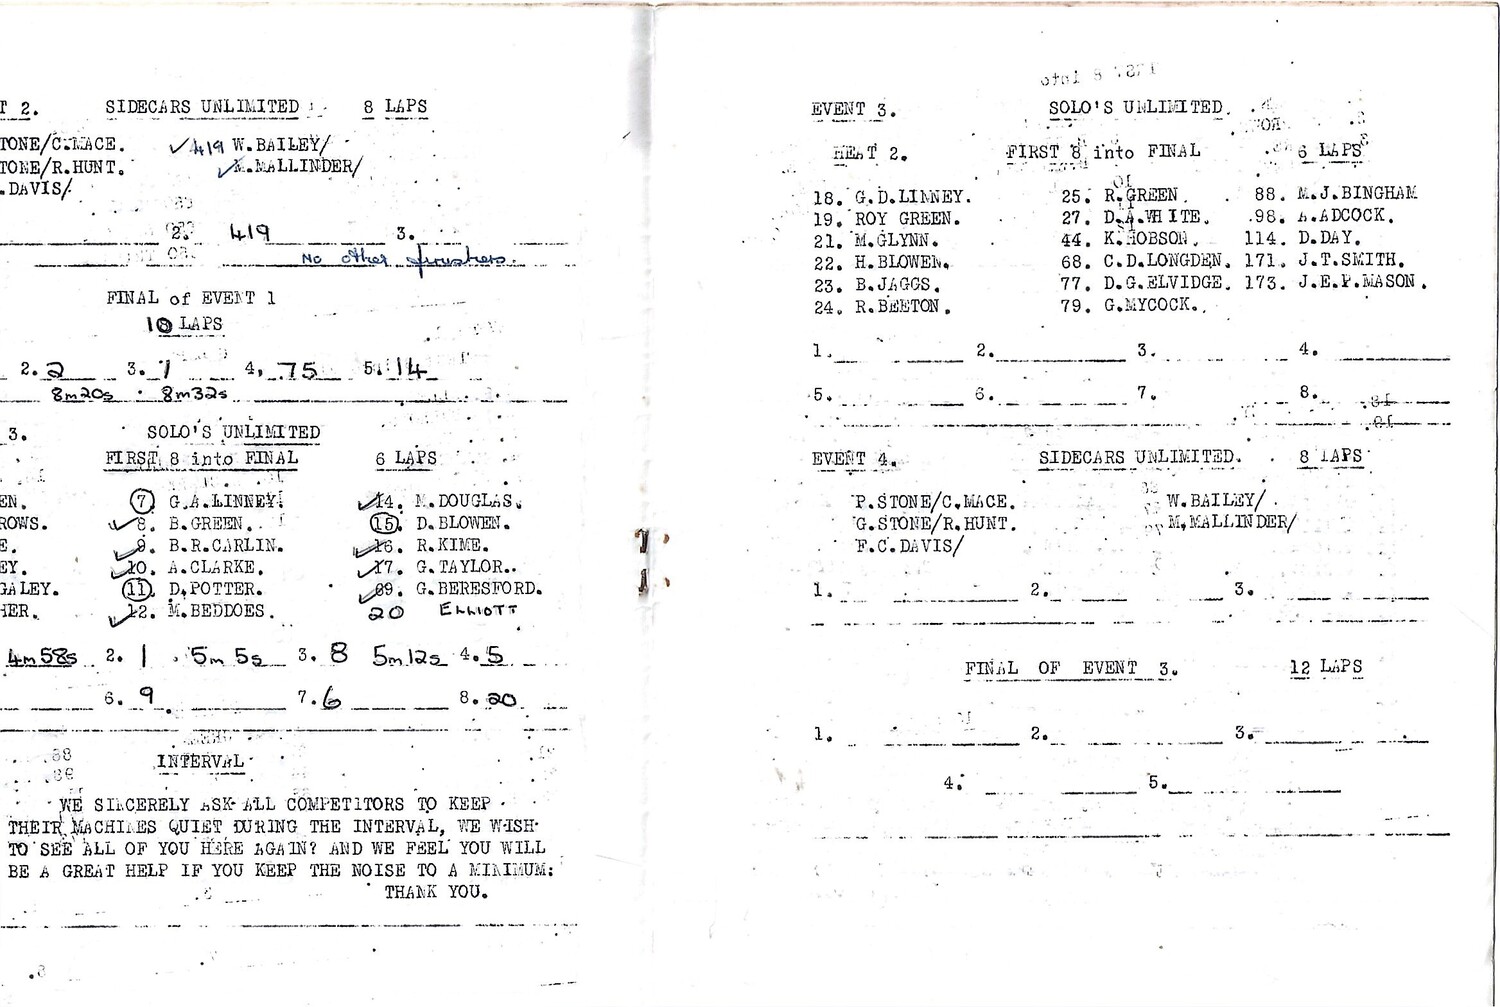 T 2. SIDECARS UNLIMITED 8 LAPS
TONE/C.MACE. ✓419 W.BAILEY/
TONE/R.HUNT. ✓M.MALLINDER/
.DAVIS/
2. 419 3.
No other finishers.
FINAL of EVENT 1
10 LAPS
2. 2 3. 1 4, 75 5. 14
8m20s 8m32s
3. SOLO'S UNLIMITED
FIRST 8 into FINAL 6 LAPS
EN. 7 G.A.LINNEY. ✓14. M.DOUGLAS.
ROWS. ✓8. B.GREEN. 15. D.BLOWEN.
E. ✓9. B.R.CARLIN. ✓16. R.KIME.
EY. ✓10. A.CLARKE. ✓17. G.TAYLOR..
GALEY. 11. D.POTTER. ✓69. G.BERESFORD.
HER. ✓12. M.BEDDOES. 20 ELLIOTT
4m58s 2. 1 5m 5s 3. 8 5m12s 4. 5
6. 9 7. 6 8. 20
INTERVAL
WE SINCERELY ASK ALL COMPETITORS TO KEEP
THEIR MACHINES QUIET DURING THE INTERVAL, WE WISH
TO SEE ALL OF YOU HERE AGAIN? AND WE FEEL YOU WILL
BE A GREAT HELP IF YOU KEEP THE NOISE TO A MINIMUM:
THANK YOU.
EVENT 3. SOLO'S UNLIMITED.
HEAT 2. FIRST 8 into FINAL 6 LAPS
18. G.D.LINNEY. 25. R.GREEN. 88. M.J.BINGHAM
19. ROY GREEN. 27. D.A.WHITE. 98. A.ADCOCK.
21. M.GLYNN. 44. K.HOBSON. 114. D.DAY.
22. H.BLOWEN. 68. C.D.LONGDEN. 171. J.T.SMITH.
23. B.JAGGS. 77. D.G.ELVIDGE. 173. J.E.P.MASON.
24. R.BEETON. 79. G.MYCOCK.
1. 2. 3. 4.
5. 6. 7. 8.
EVENT 4. SIDECARS UNLIMITED. 8 LAPS
P.STONE/C.MACE. W.BAILEY/
G.STONE/R.HUNT. M,MALLINDER/
F.C.DAVIS/
1. 2. 3.
FINAL OF EVENT 3. 12 LAPS
1. 2. 3.
4. 5.